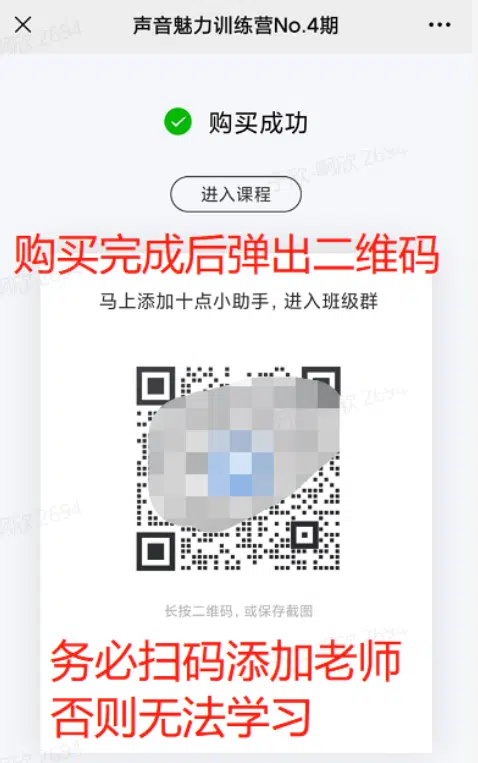 声音魅力训练营No.4期
购买成功
进入课程
购买完成后弹出二维码
马上添加十点小助手，进入班级群
长按二维码，或保存截图
务必扫码添加老师
否则无法学习